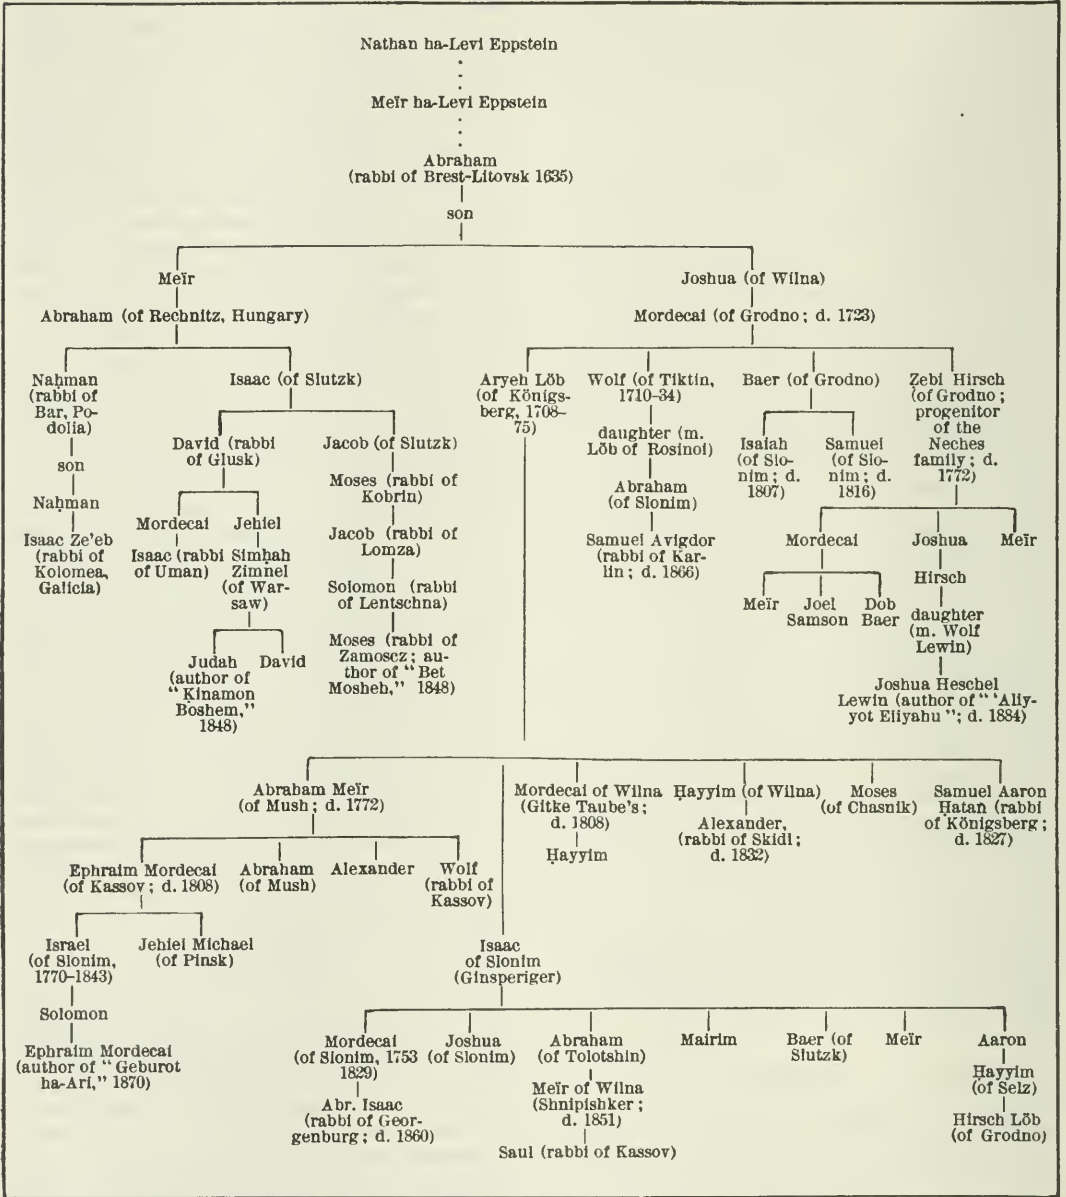 Nathan ha-Levi Eppstein
Meïr ha-Levi Eppstein
Abraham
(rabbi of Brest-Litovsk 1635)
son
Meïr
Joshua (of Wilna)
Abraham (of Rechnitz, Hungary)
Mordecai (of Grodno; d. 1723)
Naḥman
(rabbi of
Bar, Po-
dolia)
son
Naḥman
Isaac Ze'eb
(rabbi of
Kolomea,
Galicia)
Isaac (of Slutzk)
David (rabbi
of Glusk)
Mordecai
Isaac (rabbi
of Uman)
Jehiel
Simḥah
Zimnel
(of War-
saw)
Judah
(author of
"Ḳinamon
Boshem,"
1848)
David
Jacob (of Slutzk)
Moses (rabbi of
Kobrin)
Jacob (rabbi of
Lomza)
Solomon (rabbi
of Lentschna)
Moses (rabbi of
Zamoscz; au-
thor of "Bet
Mosheh," 1848)
Aryeh Löb
(of Königs-
berg, 1708–
75)
Wolf (of Tiktin,
1710–34)
daughter (m.
Löb of Rosinoi)
Abraham
(of Slonim)
Samuel Avigdor
(rabbi of Kar-
lin; d. 1866)
Baer (of Grodno)
Isaiah
(of Slo-
nim; d.
1807)
Samuel
(of Slo-
nim; d.
1816)
Ẓebi Hirsch
(of Grodno;
progenitor
of the
Neches
family; d.
1772)
Mordecai
Meïr
Joel
Samson
Dob
Baer
Joshua
Hirsch
daughter
(m. Wolf
Lewin)
Joshua Heschel
Lewin (author of "'Aliy-
yot Eliyahu"; d. 1884)
Meïr
Abraham Meïr
(of Mush; d. 1772)
Ephraim Mordecai
(of Kassov; d. 1808)
Israel
(of Slonim,
1770–1843)
Solomon
Ephraim Mordecai
(author of "Geburot
ha-Ari," 1870)
Jehiel Michael
(of Pinsk)
Abraham
(of Mush)
Alexander
Wolf
(rabbi of
Kassov)
Mordecai of Wilna
(Gitke Taube's;
d. 1808)
Ḥayyim
Ḥayyim (of Wilna)
Alexander,
(rabbi of Skidl;
d. 1832)
Moses
(of Chasnik)
Samuel Aaron
Ḥatan (rabbi
of Königsberg;
d. 1827)
Isaac
of Slonim
(Ginsperiger)
Mordecai
(of Slonim, 1753
1829)
Abr. Isaac
(rabbi of Geor-
genburg; d. 1860)
Joshua
(of Slonim)
Abraham
(of Tolotshin)
Meïr of Wilna
(Shnipishker;
d. 1851)
Saul (rabbi of Kassov)
Mairim
Baer (of
Slutzk)
Meïr
Aaron
Ḥayyim
(of Selz)
Hirsch Löb
(of Grodno)